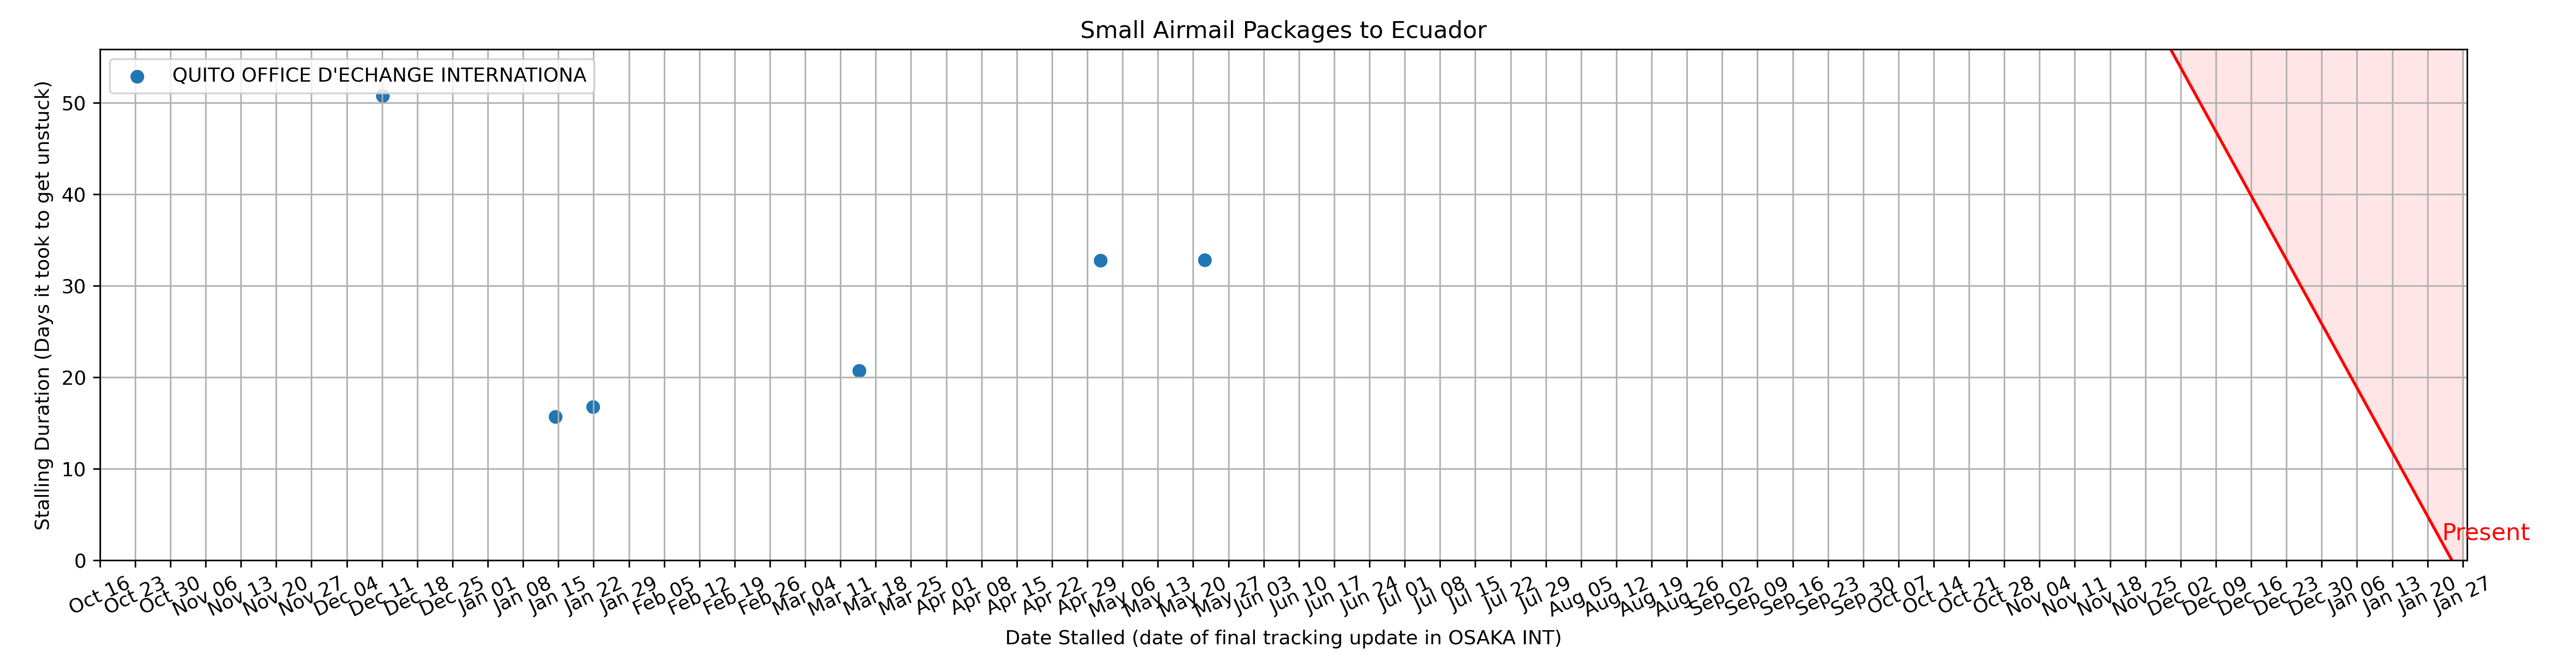 Small Airmail Packages to Ecuador
QUITO OFFICE D'ECHANGE INTERNATIONA
Stalling Duration (Days it took to get unstuck)
50
40
30
20
10
0
Present
Oct 16 Oct 23 Oct 30 Nov 06 Nov 13 Nov 20 Nov 27 Dec 04 Dec 11 Dec 18 Dec 25 Jan 01 Jan 08 Jan 15 Jan 22 Jan 29 Feb 05 Feb 12 Feb 19 Feb 26 Mar 04 Mar 11 Mar 18 Mar 25 Apr 01 Apr 08 Apr 15 Apr 22 Apr 29 May 06 May 13 May 20 May 27 Jun 03 Jun 10 Jun 17 Jun 24 Jul 01 Jul 08 Jul 15 Jul 22 Jul 29 Aug 05 Aug 12 Aug 19 Aug 26 Sep 02 Sep 09 Sep 16 Sep 23 Sep 30 Oct 07 Oct 14 Oct 21 Oct 28 Nov 04 Nov 11 Nov 18 Nov 25 Dec 02 Dec 09 Dec 16 Dec 23 Dec 30 Jan 06 Jan 13 Jan 20 Jan 27
Date Stalled (date of final tracking update in OSAKA INT)